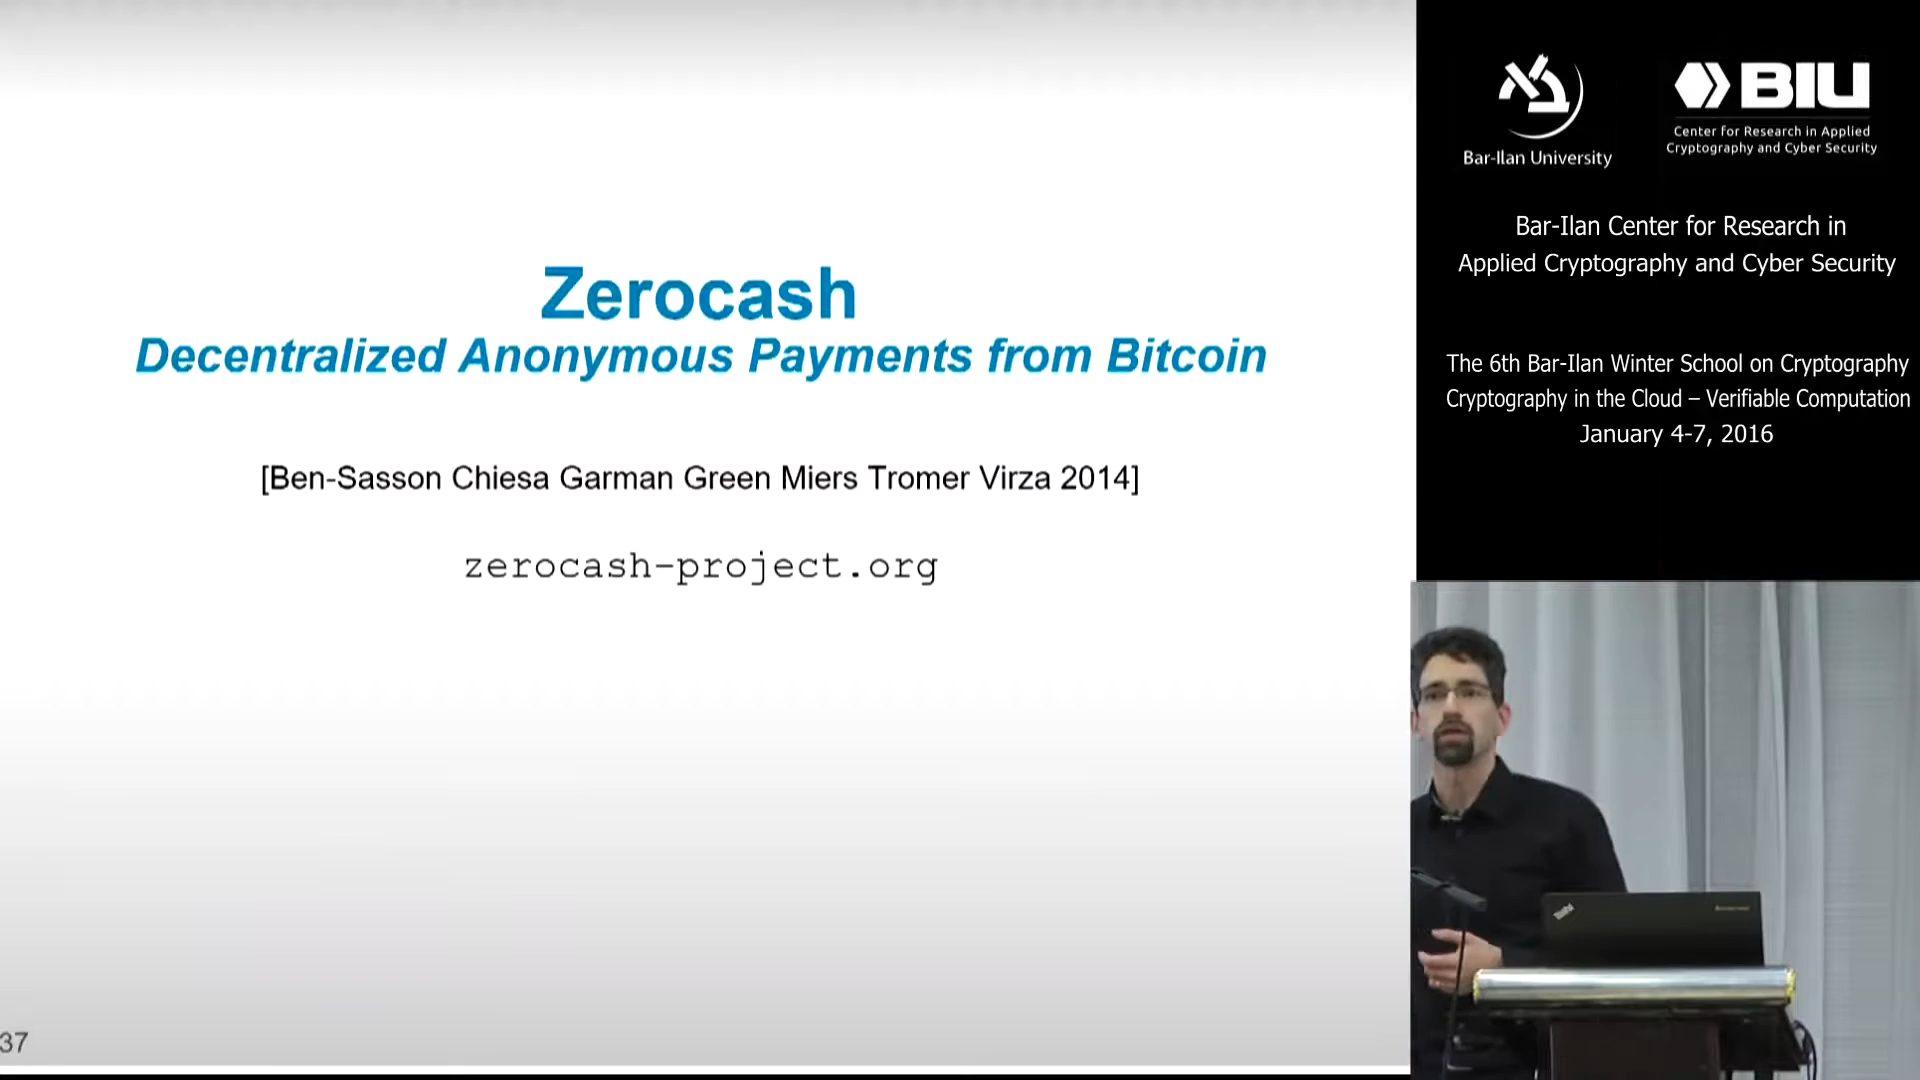 Zerocash
Decentralized Anonymous Payments from Bitcoin
[Ben-Sasson Chiesa Garman Green Miers Tromer Virza 2014]
zerocash-project.org
37
Bar-Ilan University
BIU
Center for Research in Applied
Cryptography and Cyber Security
Bar-Ilan Center for Research in
Applied Cryptography and Cyber Security
The 6th Bar-Ilan Winter School on Cryptography
Cryptography in the Cloud – Verifiable Computation
January 4-7, 2016